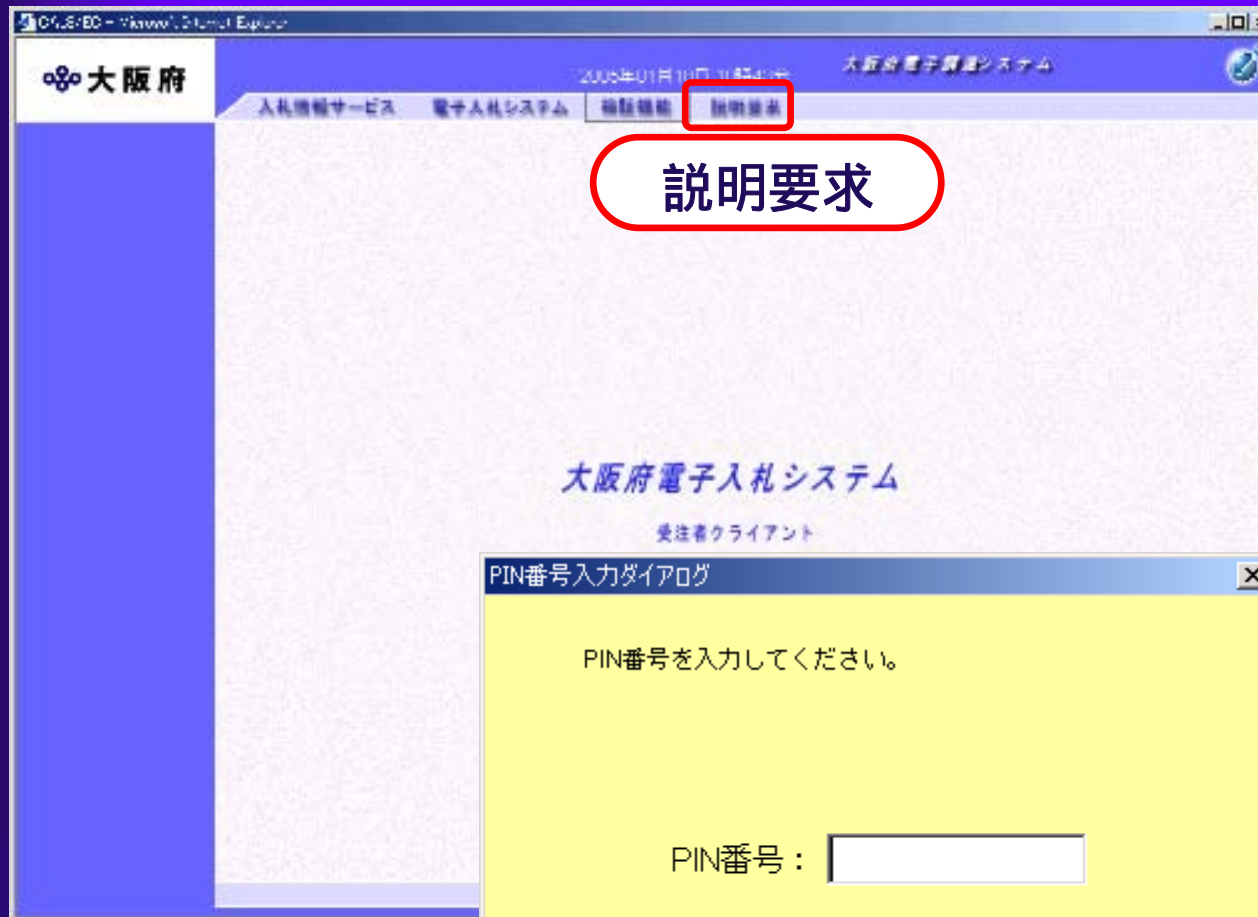 大阪府
大阪府電子調達システム
入札情報サービス 電子入札システム 検証機能 説明要求
説明要求
大阪府電子入札システム
受注者クライアント
PIN番号入力ダイアログ
PIN番号を入力してください。
PIN番号：